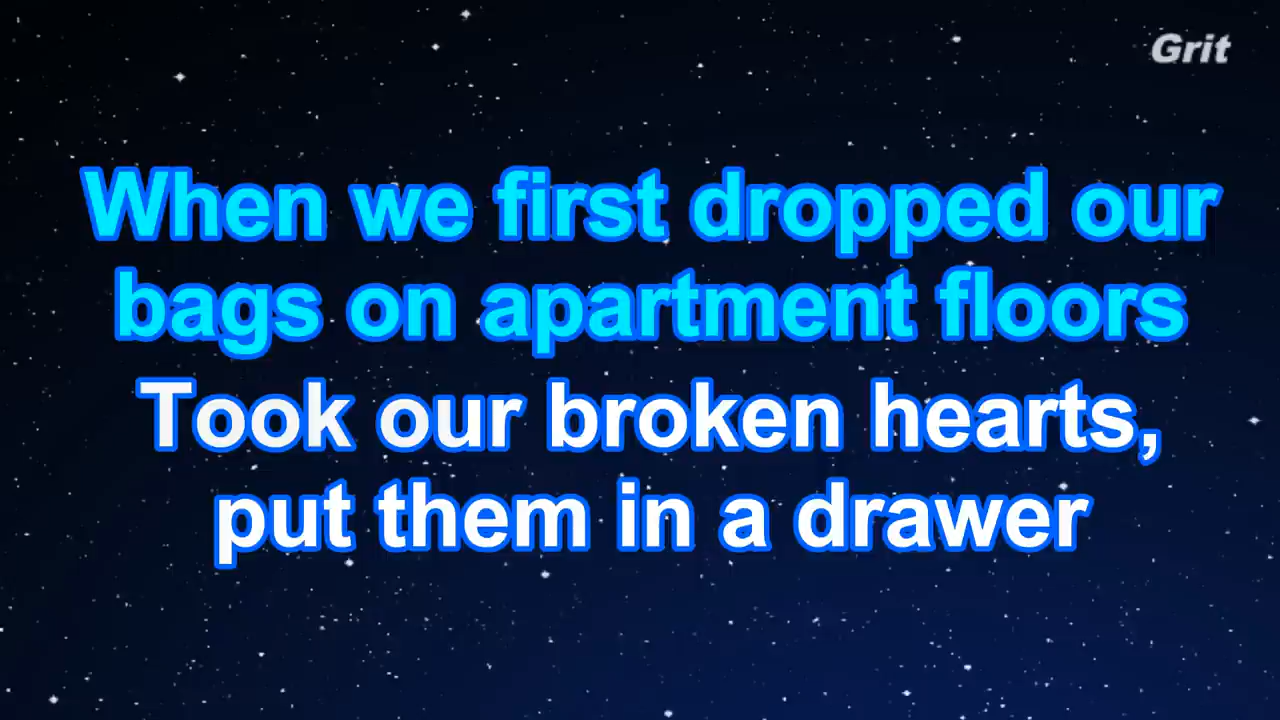 Grit
When we first dropped our
bags on apartment floors
Took our broken hearts,
put them in a drawer